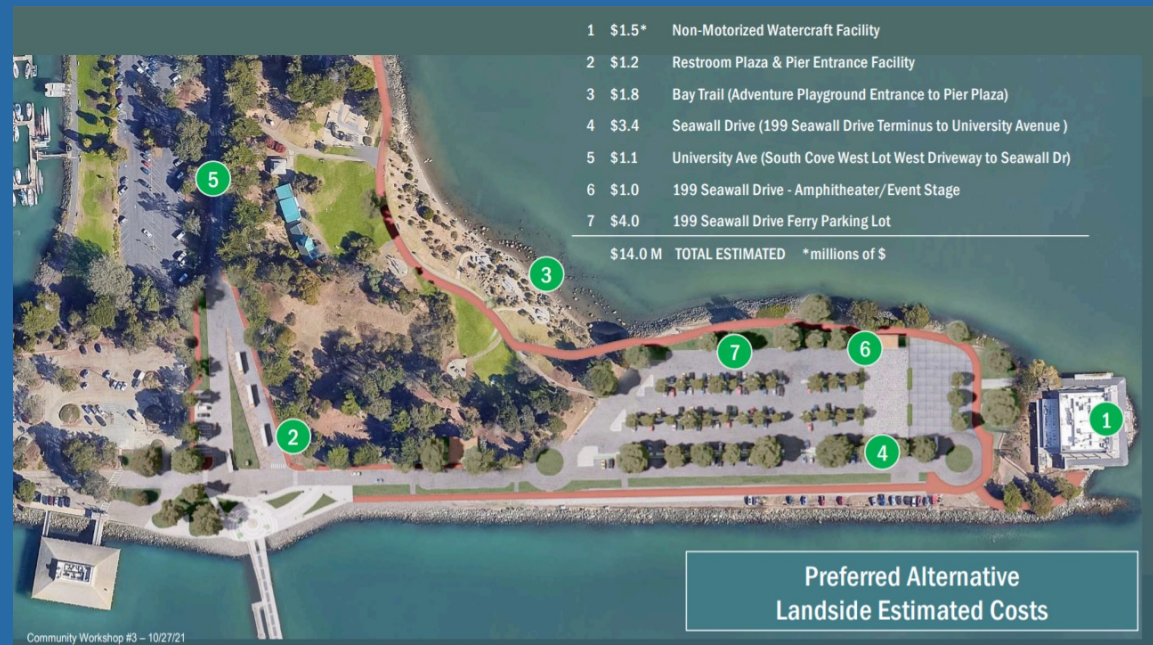 1 $1.5* Non-Motorized Watercraft Facility
2 $1.2 Restroom Plaza & Pier Entrance Facility
3 $1.8 Bay Trail (Adventure Playground Entrance to Pier Plaza)
4 $3.4 Seawall Drive (199 Seawall Drive Terminus to University Avenue )
5 $1.1 University Ave (South Cove West Lot West Driveway to Seawall Dr)
6 $1.0 199 Seawall Drive - Amphitheater/Event Stage
7 $4.0 199 Seawall Drive Ferry Parking Lot
$14.0 M TOTAL ESTIMATED *millions of $
5
3
7
6
1
2
4
Preferred Alternative
Landside Estimated Costs
Community Workshop #3 – 10/27/21